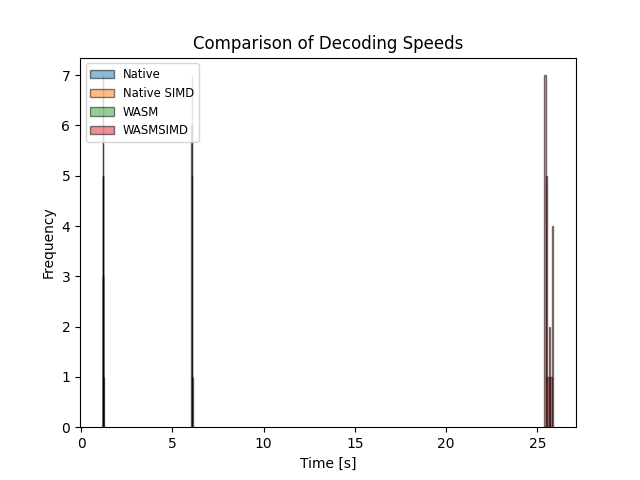 Comparison of Decoding Speeds
Native
Native SIMD
WASM
WASMSIMD
7
6
5
4
3
2
1
0
Frequency
0 5 10 15 20 25
Time [s]